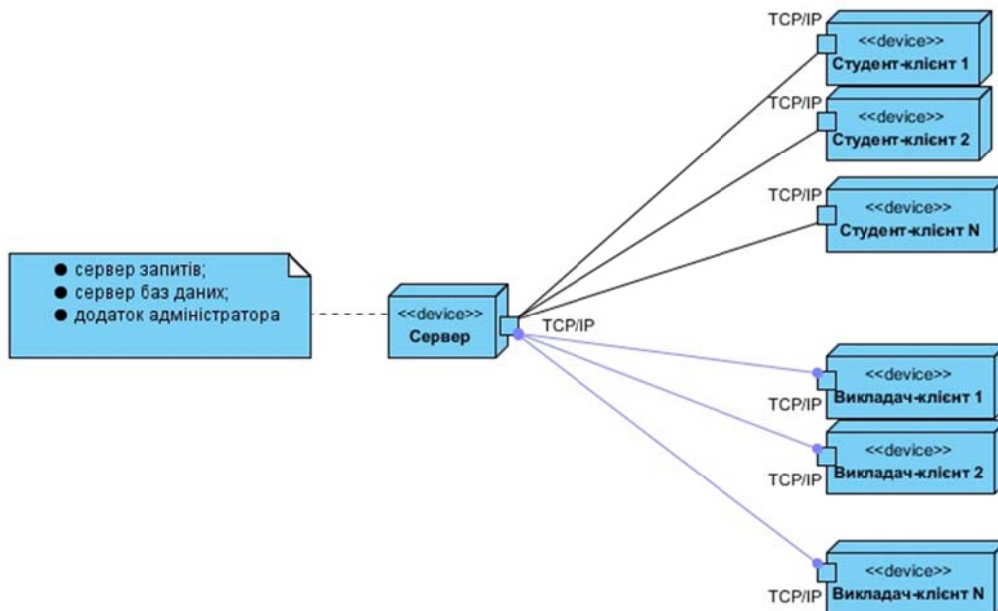 TCP/IP
<<device>>
Студент-клієнт 1
TCP/IP
<<device>>
Студент-клієнт 2
TCP/IP
<<device>>
Студент-клієнт N
● сервер запитів;
● сервер баз даних;
● додаток адміністратора
<<device>>
Сервер
TCP/IP
<<device>>
Викладач-клієнт 1
TCP/IP
<<device>>
Викладач-клієнт 2
TCP/IP
<<device>>
Викладач-клієнт N
TCP/IP